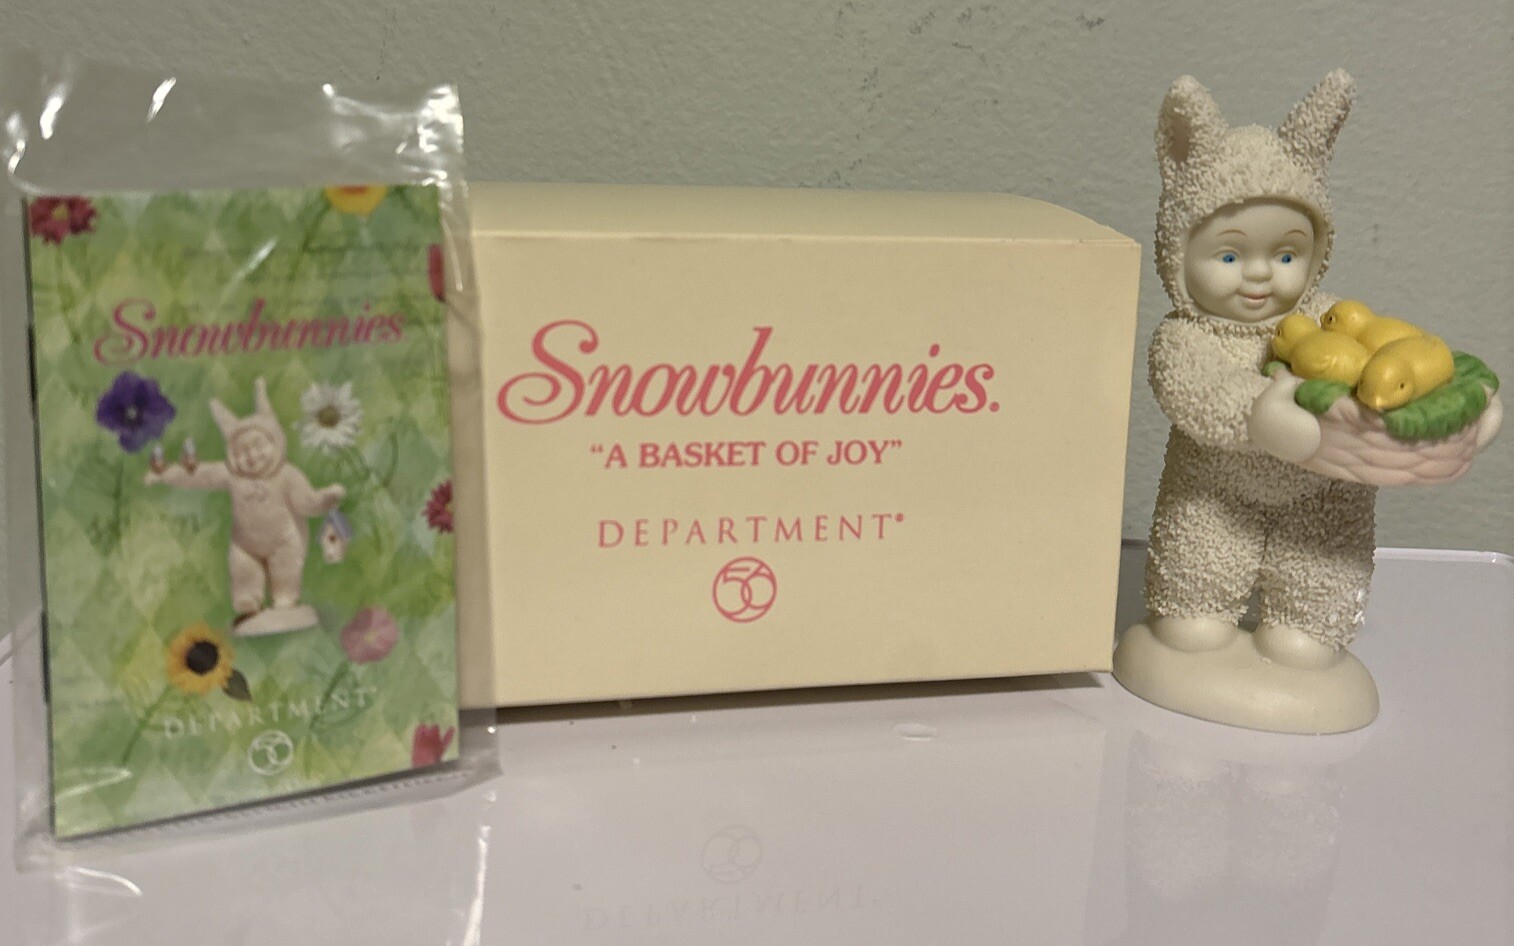 Snowbunnies
DEPARTMENT
56
Snowbunnies.
"A BASKET OF JOY"
DEPARTMENT®
56